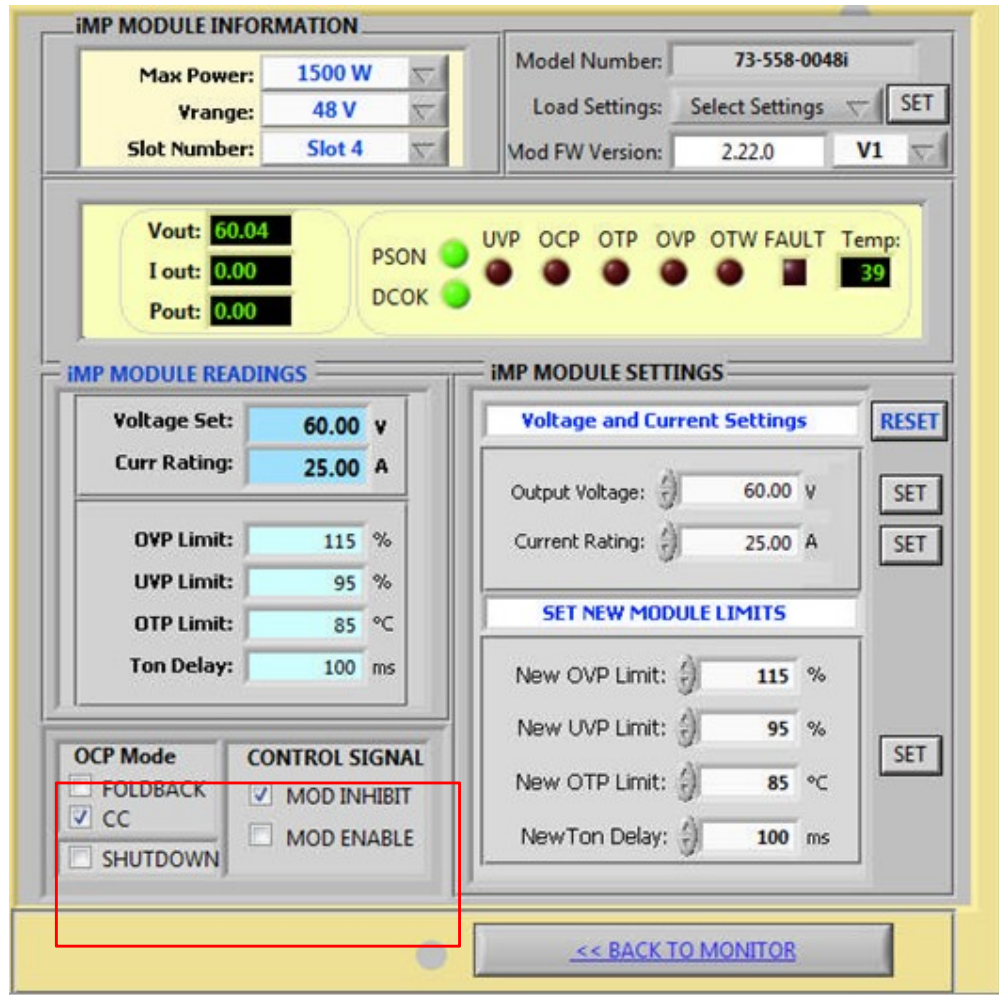 iMP MODULE INFORMATION
Max Power: 1500 W
Vrange: 48 V
Slot Number: Slot 4
Model Number: 73-558-0048i
Load Settings: Select Settings SET
Mod FW Version: 2.22.0 V1
Vout: 60.04
I out: 0.00
Pout: 0.00
PSON
DCOK
UVP OCP OTP OVP OTW FAULT Temp:
39
iMP MODULE READINGS
Voltage Set: 60.00 v
Curr Rating: 25.00 A
OVP Limit: 115 %
UVP Limit: 95 %
OTP Limit: 85 °C
Ton Delay: 100 ms
OCP Mode
FOLDBACK
CC
SHUTDOWN
CONTROL SIGNAL
MOD INHIBIT
MOD ENABLE
iMP MODULE SETTINGS
Voltage and Current Settings RESET
Output Voltage: 60.00 V SET
Current Rating: 25.00 A SET
SET NEW MODULE LIMITS
New OVP Limit: 115 %
New UVP Limit: 95 %
New OTP Limit: 85 °C
NewTon Delay: 100 ms
SET
<< BACK TO MONITOR